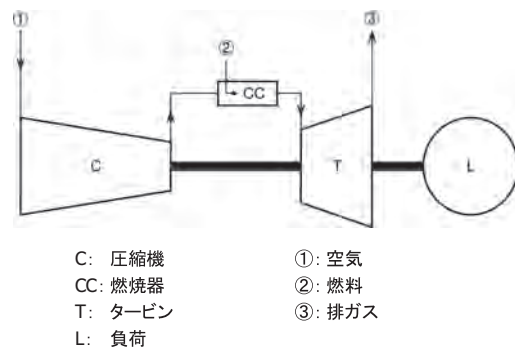 ① ③
②
CC
C T L
C: 圧縮機 ①: 空気
CC: 燃焼器 ②: 燃料
T: タービン ③: 排ガス
L: 負荷